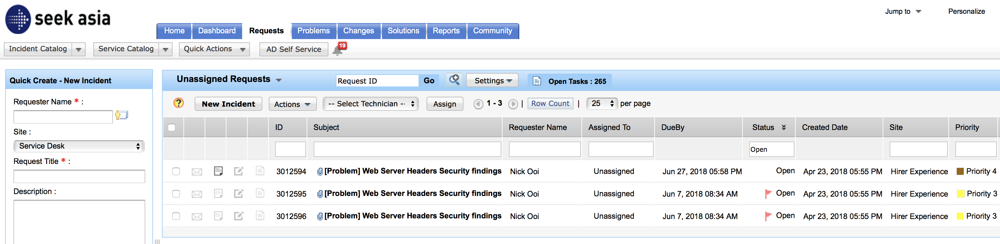 seek asia
Jump to
Personalize
Home
Dashboard
Requests
Problems
Changes
Solutions
Reports
Community
Incident Catalog
Service Catalog
Quick Actions
AD Self Service
19
Quick Create - New Incident
Requester Name * :
Site :
Service Desk
Request Title * :
Description :
Unassigned Requests
Request ID
Go
Settings
Open Tasks : 265
?
New Incident
Actions
-- Select Technician -
Assign
1 - 3
|
Row Count
|
25
per page
ID Subject Requester Name Assigned To DueBy Status Created Date Site Priority
Open
3012594 [Problem] Web Server Headers Security findings Nick Ooi Unassigned Jun 27, 2018 05:58 PM Open Apr 23, 2018 05:55 PM Hirer Experience Priority 4
3012595 [Problem] Web Server Headers Security findings Nick Ooi Unassigned Jun 7, 2018 08:34 AM Open Apr 23, 2018 05:55 PM Hirer Experience Priority 3
3012596 [Problem] Web Server Headers Security findings Nick Ooi Unassigned Jun 7, 2018 08:34 AM Open Apr 23, 2018 05:55 PM Hirer Experience Priority 3